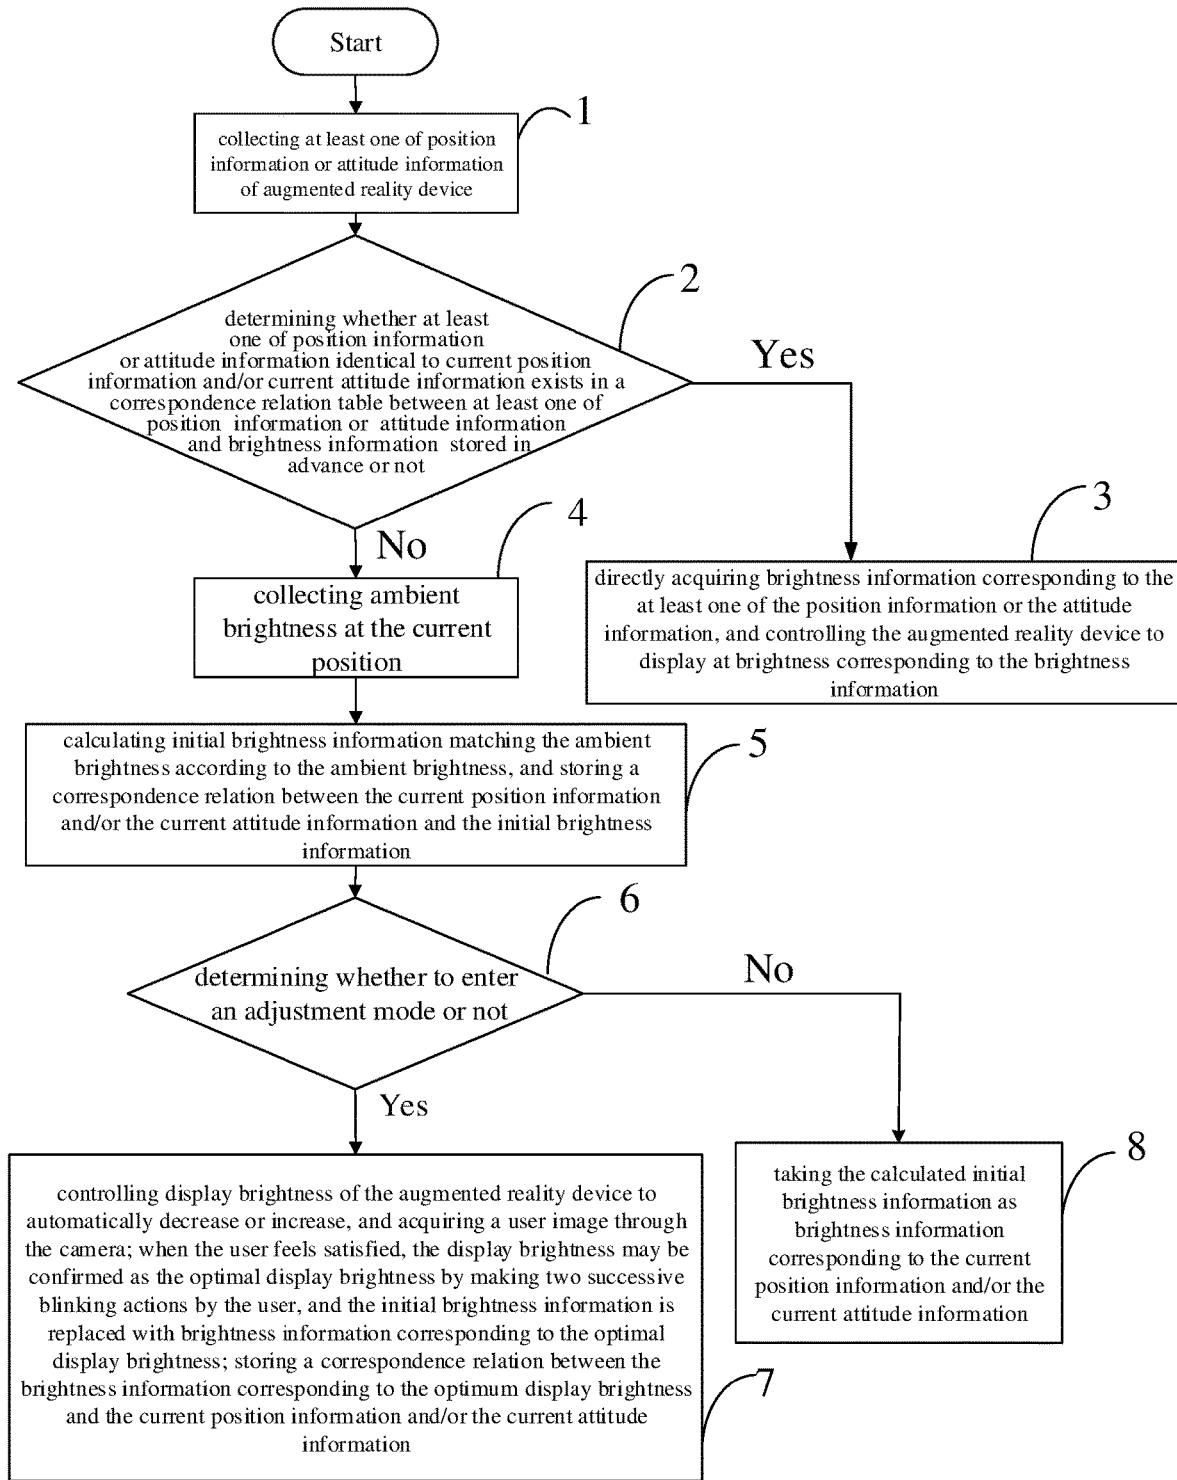 Start
1
collecting at least one of position
information or attitude information
of augmented reality device
2
determining whether at least
one of position information
or attitude information identical to current position
information and/or current attitude information exists in a
correspondence relation table between at least one of
position information or attitude information
and brightness information stored in
advance or not
Yes
3
directly acquiring brightness information corresponding to the
at least one of the position information or the attitude
information, and controlling the augmented reality device to
display at brightness corresponding to the brightness
information
No
4
collecting ambient
brightness at the current
position
5
calculating initial brightness information matching the ambient
brightness according to the ambient brightness, and storing a
correspondence relation between the current position information
and/or the current attitude information and the initial brightness
information
6
determining whether to enter
an adjustment mode or not
No
Yes
8
taking the calculated initial
brightness information as
brightness information
corresponding to the current
position information and/or the
current attitude information
7
controlling display brightness of the augmented reality device to
automatically decrease or increase, and acquiring a user image through
the camera; when the user feels satisfied, the display brightness may be
confirmed as the optimal display brightness by making two successive
blinking actions by the user, and the initial brightness information is
replaced with brightness information corresponding to the optimal
display brightness; storing a correspondence relation between the
brightness information corresponding to the optimum display brightness
and the current position information and/or the current attitude
information